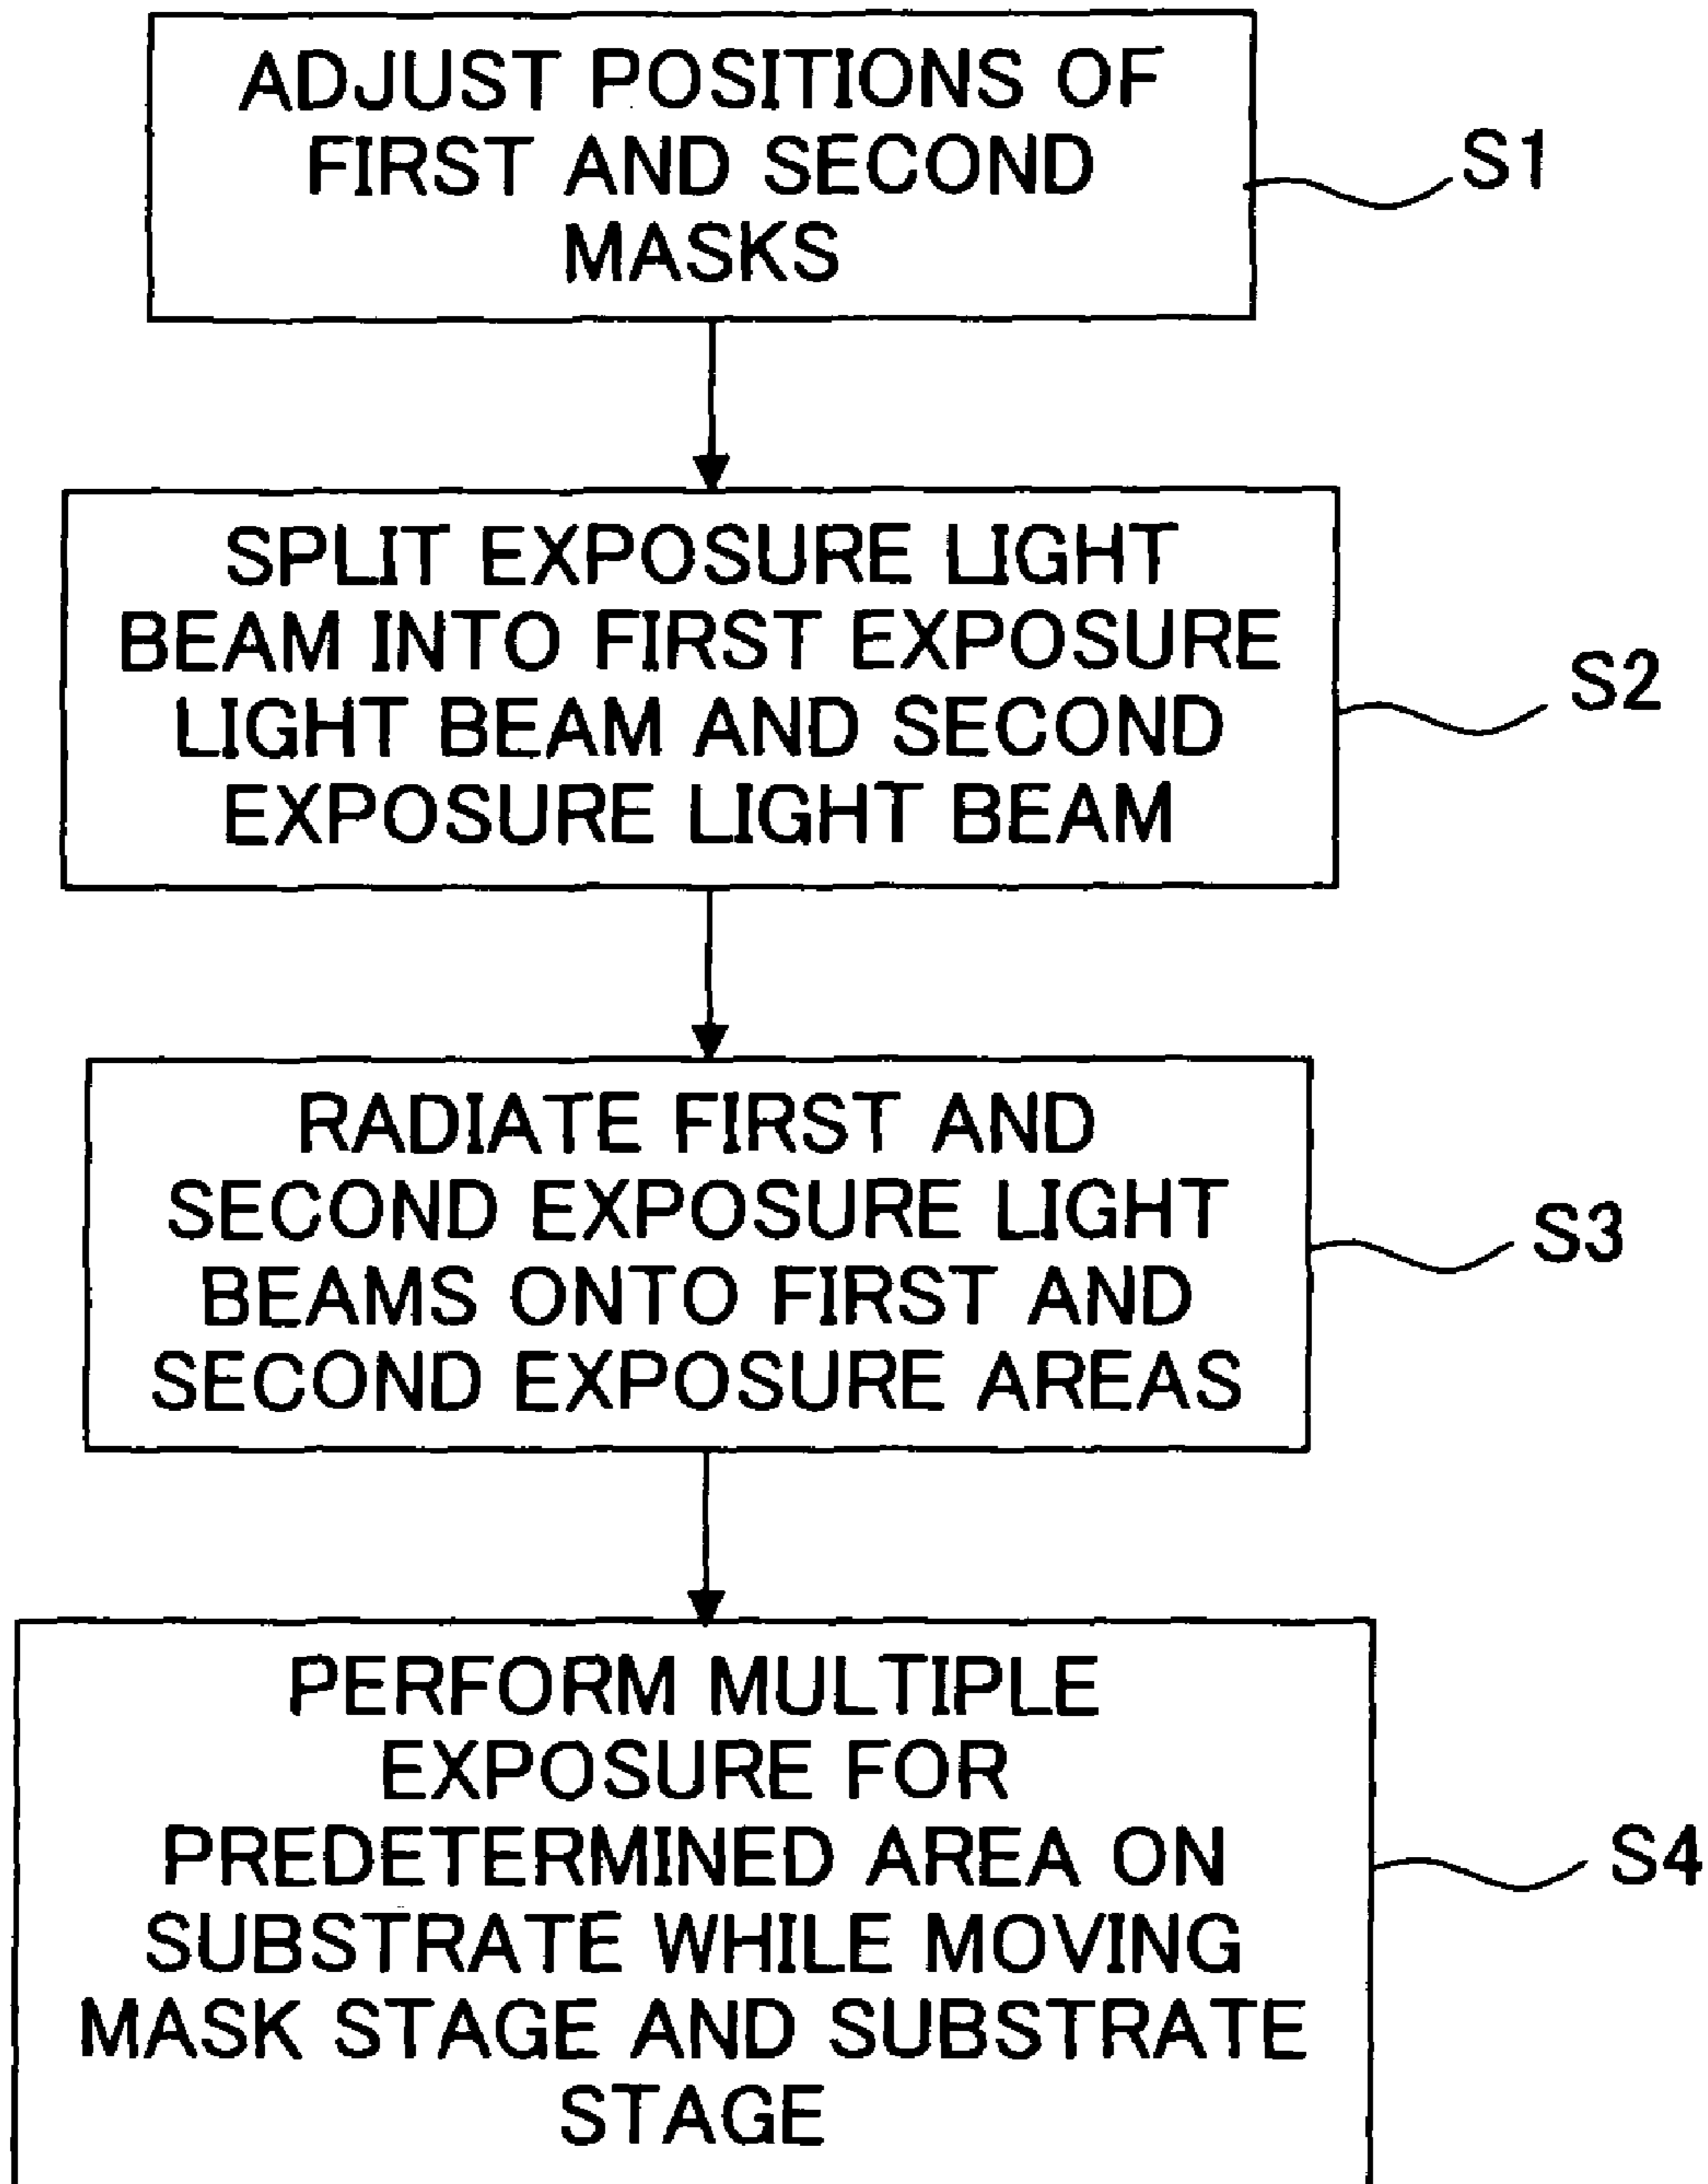 ADJUST POSITIONS OF
FIRST AND SECOND
MASKS
S1
SPLIT EXPOSURE LIGHT
BEAM INTO FIRST EXPOSURE
LIGHT BEAM AND SECOND
EXPOSURE LIGHT BEAM
S2
RADIATE FIRST AND
SECOND EXPOSURE LIGHT
BEAMS ONTO FIRST AND
SECOND EXPOSURE AREAS
S3
PERFORM MULTIPLE
EXPOSURE FOR
PREDETERMINED AREA ON
SUBSTRATE WHILE MOVING
MASK STAGE AND SUBSTRATE
STAGE
S4